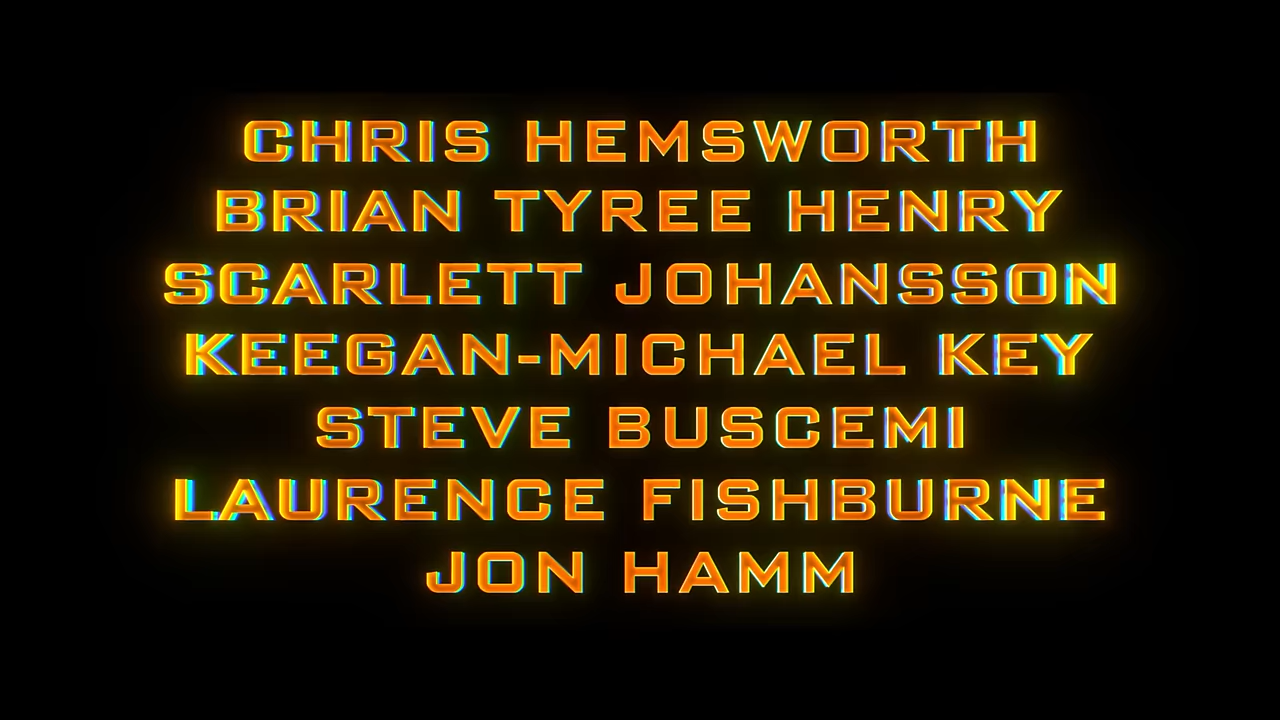 CHRIS HEMSWORTH
BRIAN TYREE HENRY
SCARLETT JOHANSSON
KEEGAN-MICHAEL KEY
STEVE BUSCEMI
LAURENCE FISHBURNE
JON HAMM